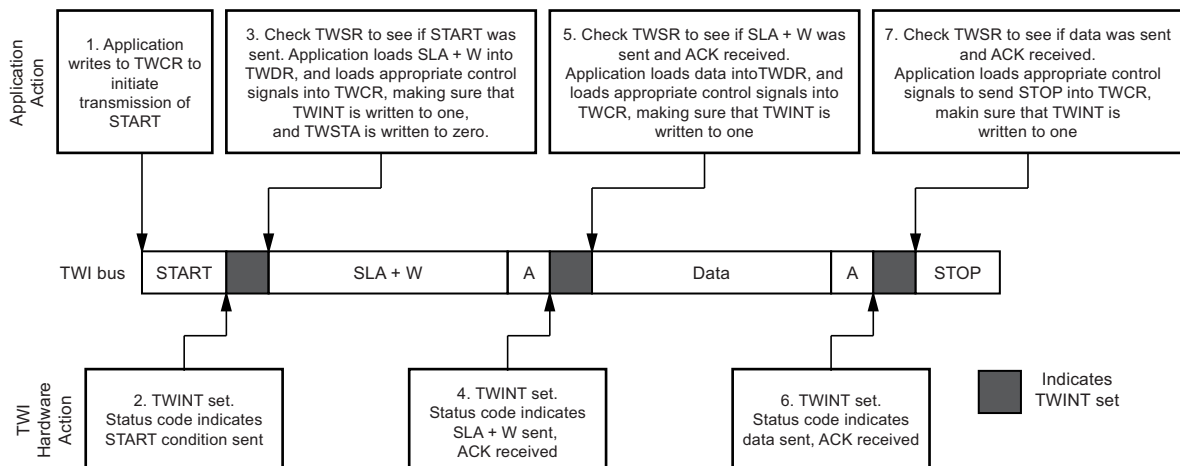 Application
Action
1. Application
writes to TWCR to
initiate
transmission of
START
3. Check TWSR to see if START was
sent. Application loads SLA + W into
TWDR, and loads appropriate control
signals into TWCR, making sure that
TWINT is written to one,
and TWSTA is written to zero.
5. Check TWSR to see if SLA + W was
sent and ACK received.
Application loads data intoTWDR, and
loads appropriate control signals into
TWCR, making sure that TWINT is
written to one
7. Check TWSR to see if data was sent
and ACK received.
Application loads appropriate control
signals to send STOP into TWCR,
makin sure that TWINT is
written to one
TWI bus
START
SLA + W
A
Data
A
STOP
TWI
Hardware
Action
2. TWINT set.
Status code indicates
START condition sent
4. TWINT set.
Status code indicates
SLA + W sent,
ACK received
6. TWINT set.
Status code indicates
data sent, ACK received
Indicates
TWINT set